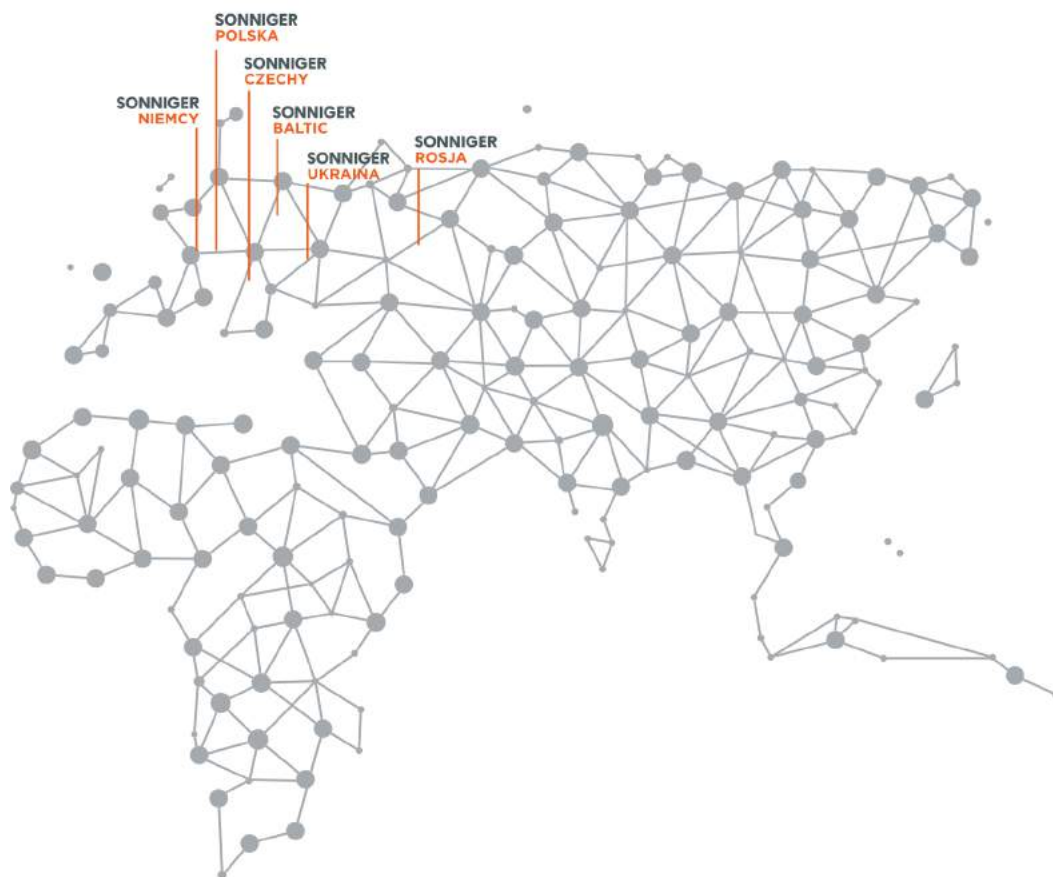 SONNIGER
POLSKA
SONNIGER
CZECHY
SONNIGER
NIEMCY
SONNIGER
BALTIC
SONNIGER
ROSJA
SONNIGER
UKRAINA